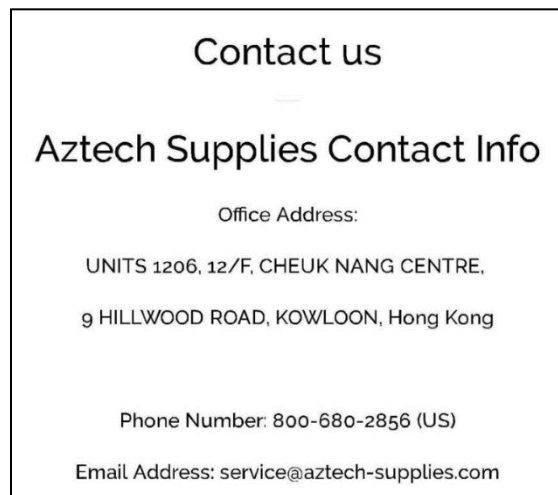 Contact us
Aztech Supplies Contact Info
Office Address:
UNITS 1206, 12/F, CHEUK NANG CENTRE,
9 HILLWOOD ROAD, KOWLOON, Hong Kong
Phone Number: 800-680-2856 (US)
Email Address: service@aztech-supplies.com